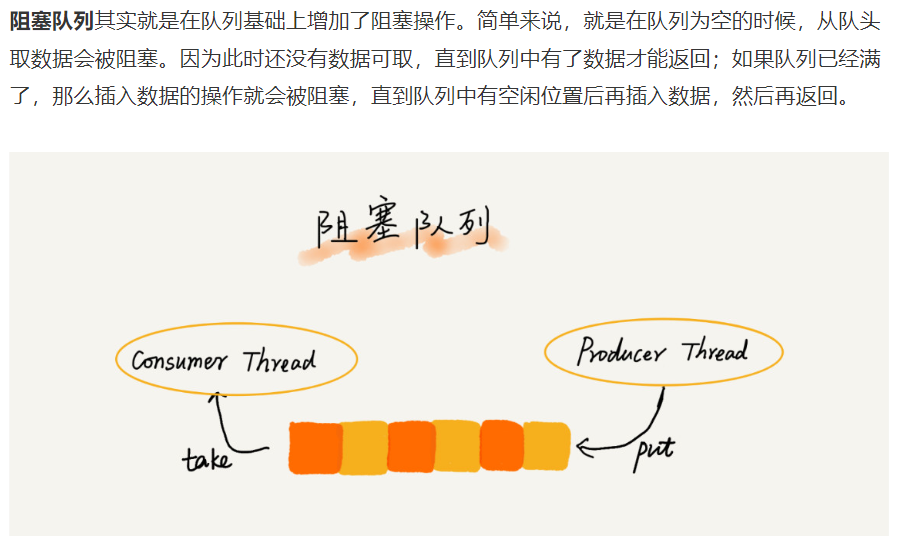 阻塞队列其实就是在队列基础上增加了阻塞操作。简单来说，就是在队列为空的时候，从队头
取数据会被阻塞。因为此时还没有数据可取，直到队列中有了数据才能返回；如果队列已经满
了，那么插入数据的操作就会被阻塞，直到队列中有空闲位置后再插入数据，然后再返回。
阻塞队列
Consumer Thread
Producer Thread
take
put